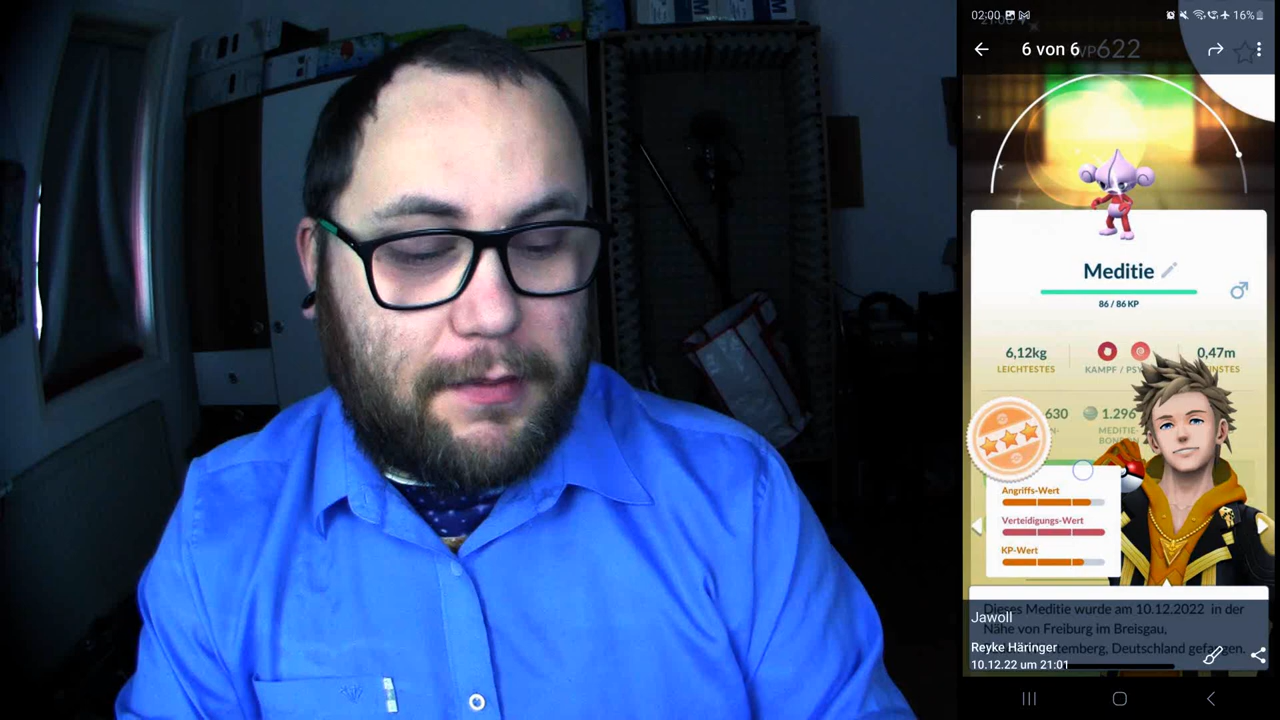 02:00
16%
6 von 6
WP622
Meditie
86 / 86 KP
6,12kg
LEICHTESTES
KAMPF /
0,47m
630
1.296
MEDITIE-
Angriffs-Wert
Verteidigungs-Wert
KP-Wert
Dieses Meditie wurde am 10.12.2022 in der
Jawoll
Nähe von Freiburg im Breisgau,
Reyke Häringer
Deutschland gefangen.
10.12.22 um 21:01